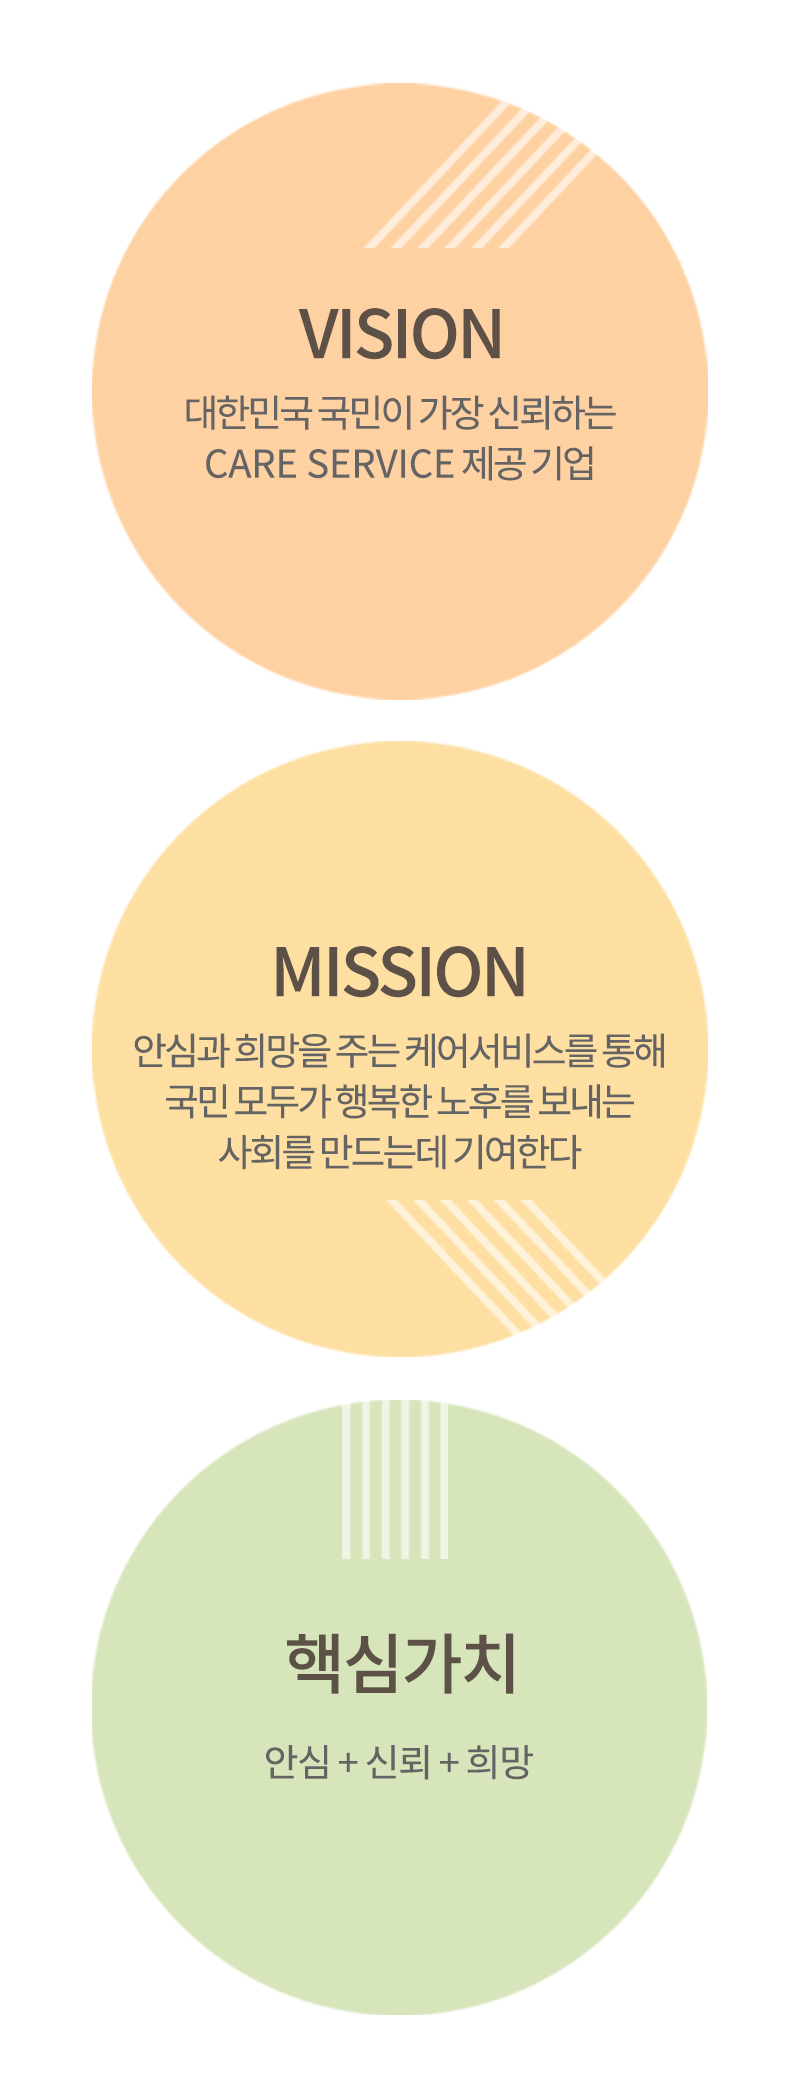 VISION
대한민국 국민이 가장 신뢰하는
CARE SERVICE 제공 기업
MISSION
안심과 희망을 주는 케어서비스를 통해
국민 모두가 행복한 노후를 보내는
사회를 만드는데 기여한다
핵심가치
안심 + 신뢰 + 희망